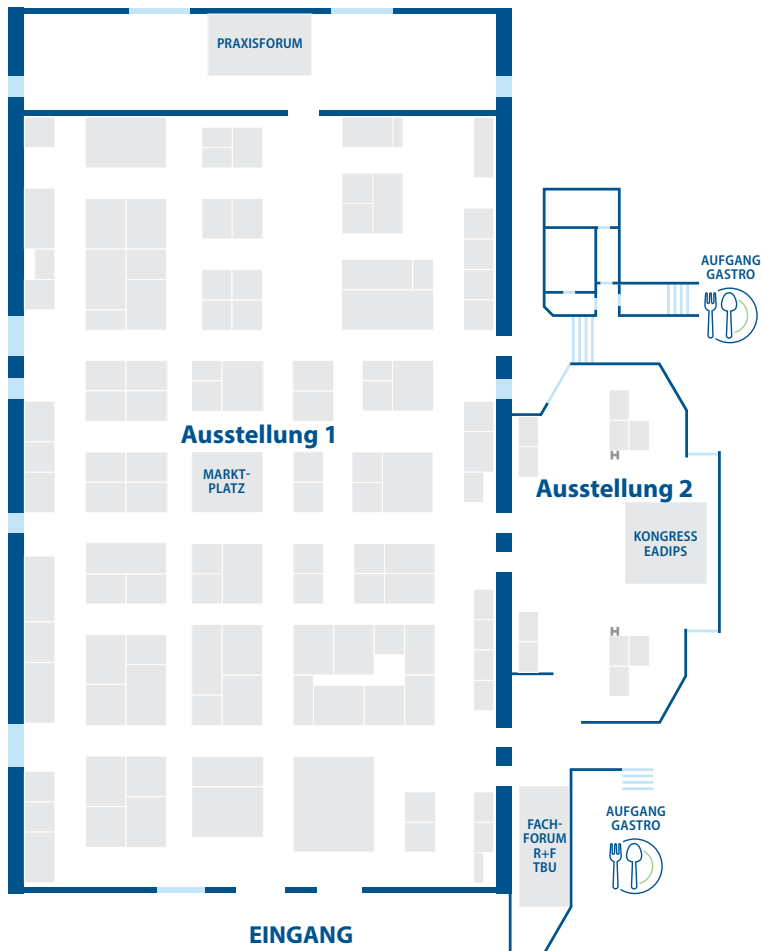 PRAXISFORUM
AUFGANG
GASTRO
Ausstellung 1
MARKT-
PLATZ
Ausstellung 2
H
KONGRESS
EADIPS
H
FACH-
FORUM
R+F
TBU
AUFGANG
GASTRO
EINGANG